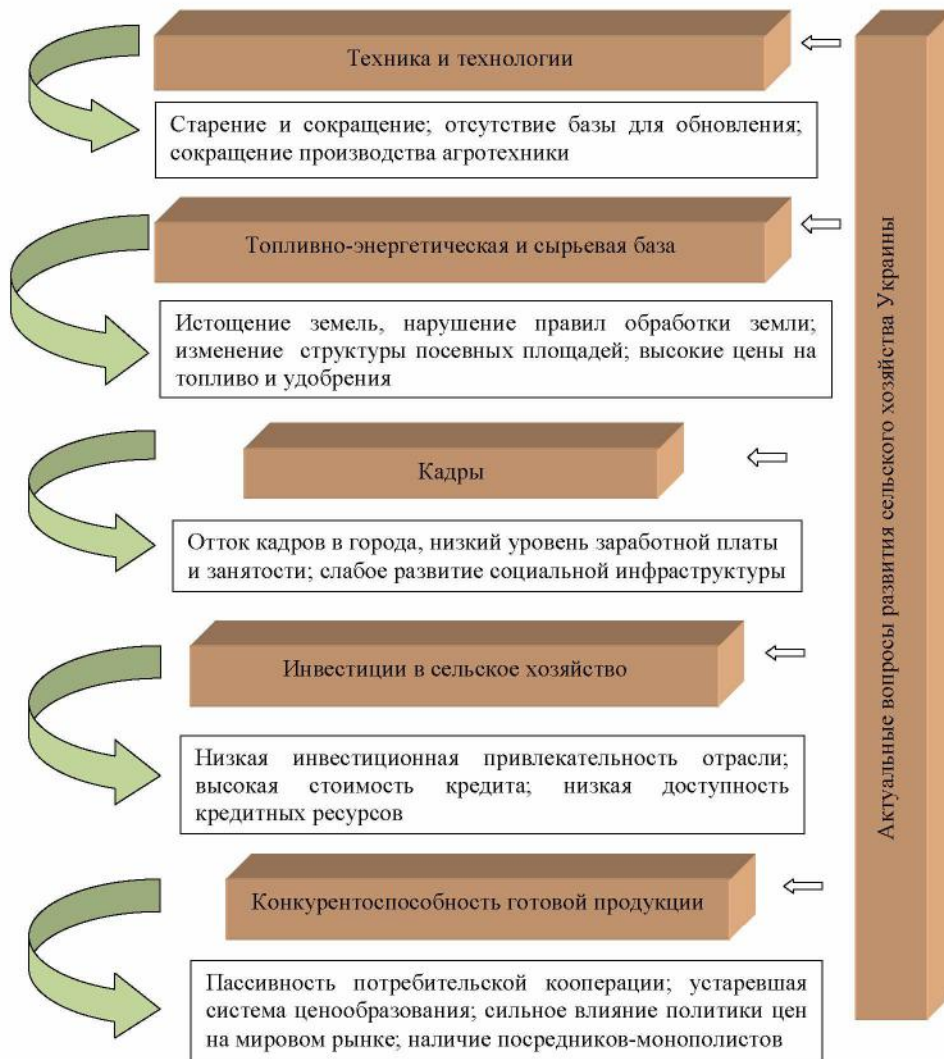 Техника и технологии
Старение и сокращение; отсутствие базы для обновления;
сокращение производства агротехники
Топливно-энергетическая и сырьевая база
Истощение земель, нарушение правил обработки земли;
изменение структуры посевных площадей; высокие цены на
топливо и удобрения
Кадры
Отток кадров в города, низкий уровень заработной платы
и занятости; слабое развитие социальной инфраструктуры
Инвестиции в сельское хозяйство
Низкая инвестиционная привлекательность отрасли;
высокая стоимость кредита; низкая доступность
кредитных ресурсов
Конкурентоспособность готовой продукции
Пассивность потребительской кооперации; устаревшая
система ценообразования; сильное влияние политики цен
на мировом рынке; наличие посредников-монополистов
Актуальные вопросы развития сельского хозяйства Украины